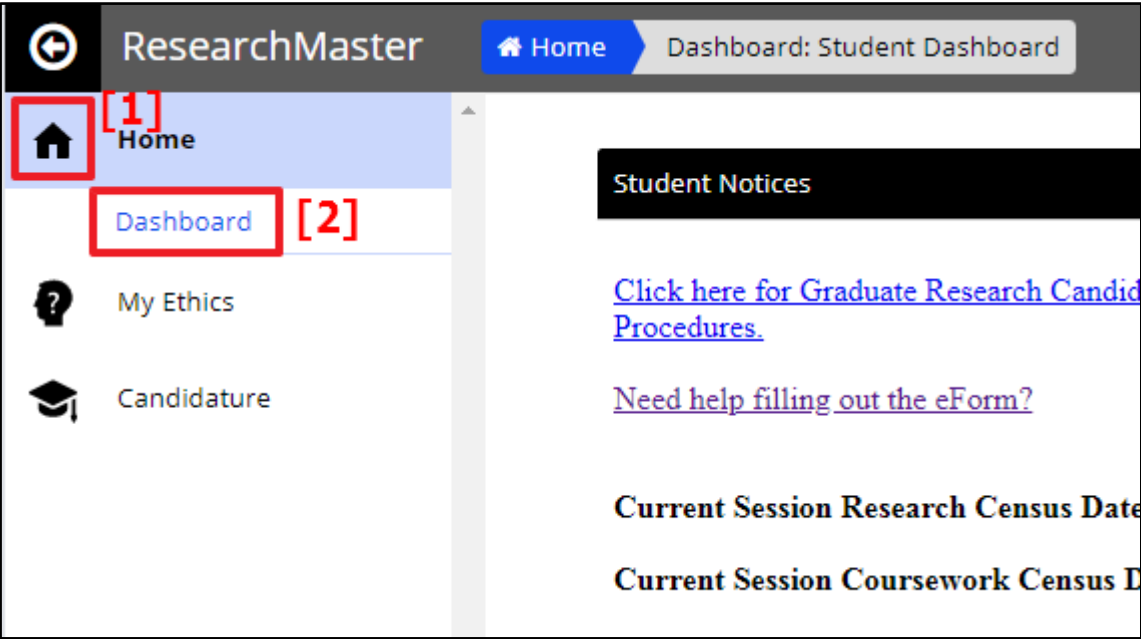 ResearchMaster
Home
Dashboard: Student Dashboard
[1]
Home
Dashboard
[2]
My Ethics
Candidature
Student Notices
Click here for Graduate Research Candid
Procedures.
Need help filling out the eForm?
Current Session Research Census Date
Current Session Coursework Census D